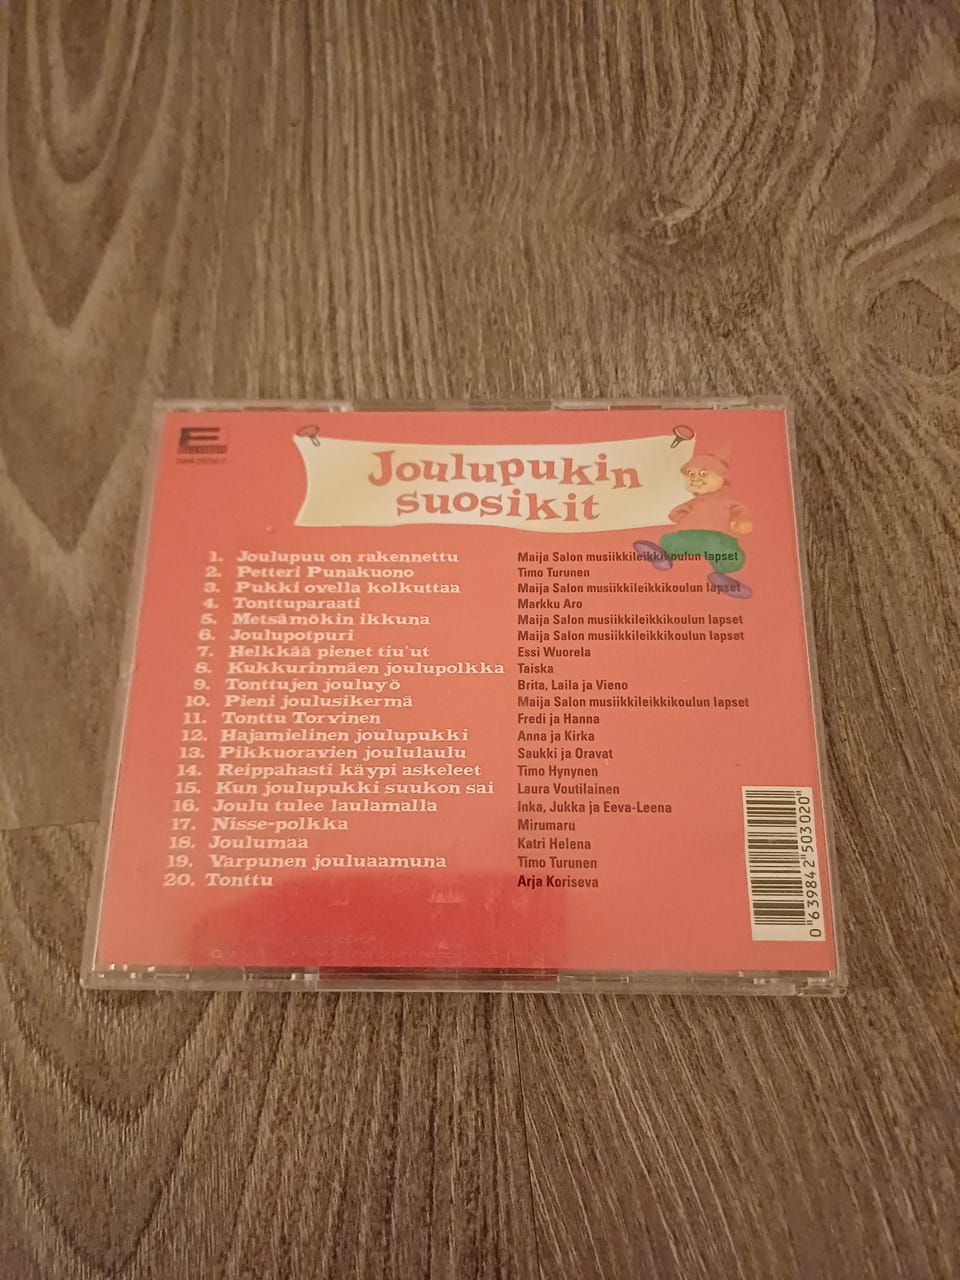 Joulupukin
suosikit
1. Joulupuu on rakennettu Maija Salon musiikkileikkikoulun lapset
2. Petteri Punakuono Timo Turunen
3. Pukki ovella kolkuttaa Maija Salon musiikkileikkikoulun lapset
4. Tonttuparaati Markku Aro
5. Metsämökin ikkuna Maija Salon musiikkileikkikoulun lapset
6. Joulupotpuri Maija Salon musiikkileikkikoulun lapset
7. Helkkää pienet tiu'ut Essi Wuorela
8. Kukkurinmäen joulupolkka Taiska
9. Tonttujen jouluyö Brita, Laila ja Vieno
10. Pieni joulusikermä Maija Salon musiikkileikkikoulun lapset
11. Tonttu Torvinen Fredi ja Hanna
12. Hajamielinen joulupukki Anna ja Kirka
13. Pikkuoravien joululaulu Saukki ja Oravat
14. Reippahasti käypi askeleet Timo Hynynen
15. Kun joulupukki suukon sai Laura Voutilainen
16. Joulu tulee laulamalla Inka, Jukka ja Eeva-Leena
17. Nisse-polkka Mirumaru
18. Joulumaa Katri Helena
19. Varpunen jouluaamuna Timo Turunen
20. Tonttu Arja Koriseva
0 639842 503020